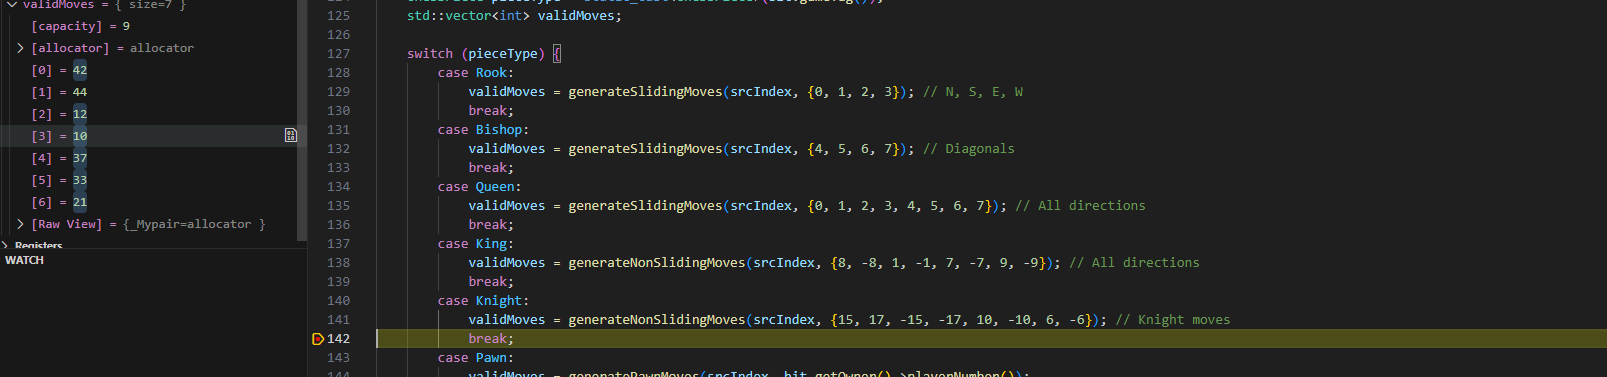 validMoves = { size=7 }
[capacity] = 9
[allocator] = allocator
[0] = 42
[1] = 44
[2] = 12
[3] = 10
[4] = 37
[5] = 33
[6] = 21
[Raw View] = {_Mypair=allocator }
Registers
WATCH
125 std::vector<int> validMoves;
126
127 switch (pieceType) {
128 case Rook:
129 validMoves = generateSlidingMoves(srcIndex, {0, 1, 2, 3}); // N, S, E, W
130 break;
131 case Bishop:
132 validMoves = generateSlidingMoves(srcIndex, {4, 5, 6, 7}); // Diagonals
133 break;
134 case Queen:
135 validMoves = generateSlidingMoves(srcIndex, {0, 1, 2, 3, 4, 5, 6, 7}); // All directions
136 break;
137 case King:
138 validMoves = generateNonSlidingMoves(srcIndex, {8, -8, 1, -1, 7, -7, 9, -9}); // All directions
139 break;
140 case Knight:
141 validMoves = generateNonSlidingMoves(srcIndex, {15, 17, -15, -17, 10, -10, 6, -6}); // Knight moves
142 break;
143 case Pawn:
144 validMoves = generatePawnMoves(srcIndex, bit.getOwner()->playerNumber());